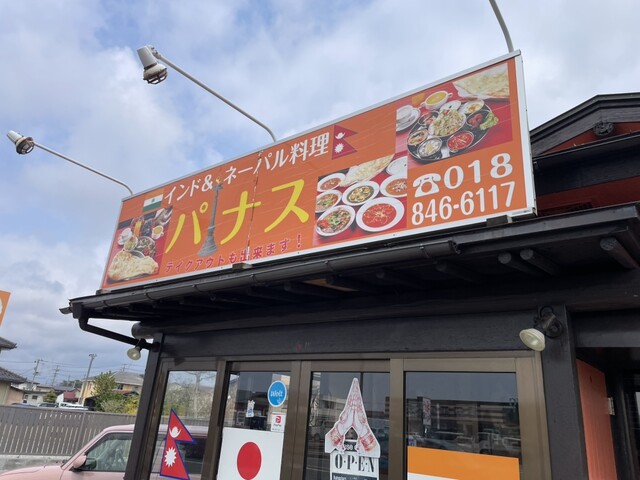 インド&、ネーパル料理
パナス
テイクアウトも出来ます!
☎018
846-6117
Wolt
O·P·E·N